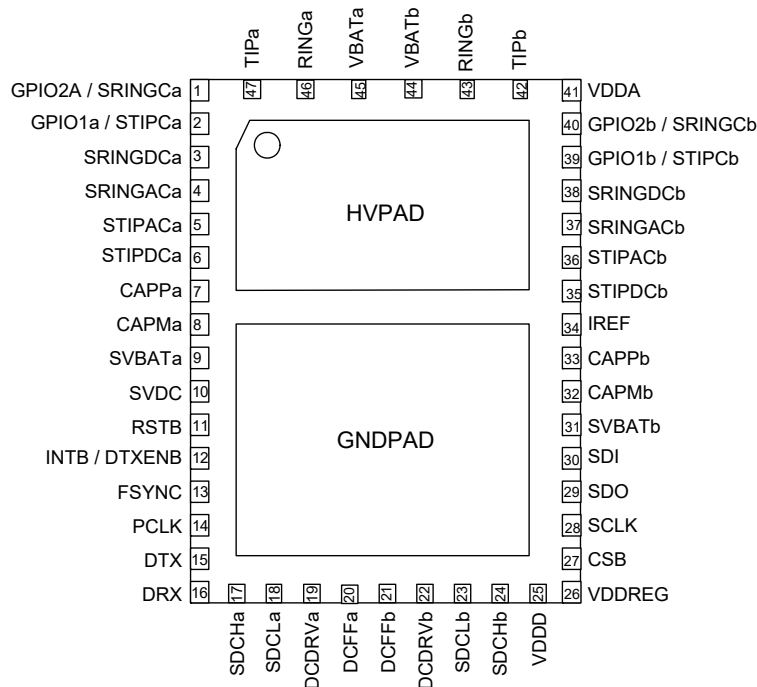 TIPa
RINGa
VBATa
VBATb
RINGb
TIPb
47
46
45
44
43
42
GPIO2A / SRINGCa 1
GPIO1a / STIPCa 2
SRINGDCa 3
SRINGACa 4
STIPACa 5
STIPDCa 6
CAPPa 7
CAPMa 8
SVBATa 9
SVDC 10
RSTB 11
INTB / DTXENB 12
FSYNC 13
PCLK 14
DTX 15
DRX 16
HVPAD
GNDPAD
41 VDDA
40 GPIO2b / SRINGCb
39 GPIO1b / STIPCb
38 SRINGDCb
37 SRINGACb
36 STIPACb
35 STIPDCb
34 IREF
33 CAPPb
32 CAPMb
31 SVBATb
30 SDI
29 SDO
28 SCLK
27 CSB
26 VDDREG
17
18
19
20
21
22
23
24
25
SDCHa
SDCLa
DCDRVa
DCFFa
DCFFb
DCDRVb
SDCLb
SDCHb
VDDD